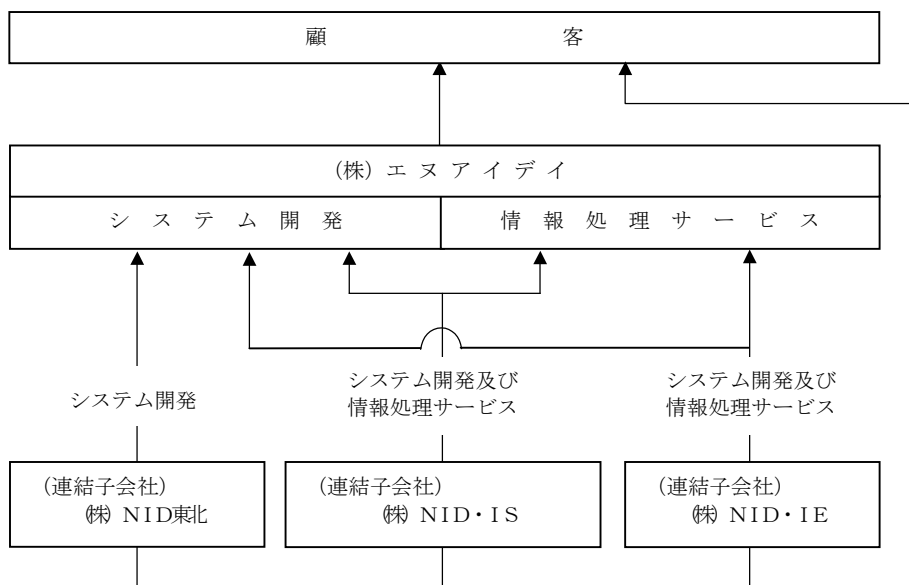 顧 客
(株) エ ヌ ア イ デ イ
シ ス テ ム 開 発
情 報 処 理 サ ー ビ ス
システム開発
システム開発及び
情報処理サービス
システム開発及び
情報処理サービス
(連結子会社)
㈱ NID東北
(連結子会社)
㈱ NID・IS
(連結子会社)
㈱ NID・IE